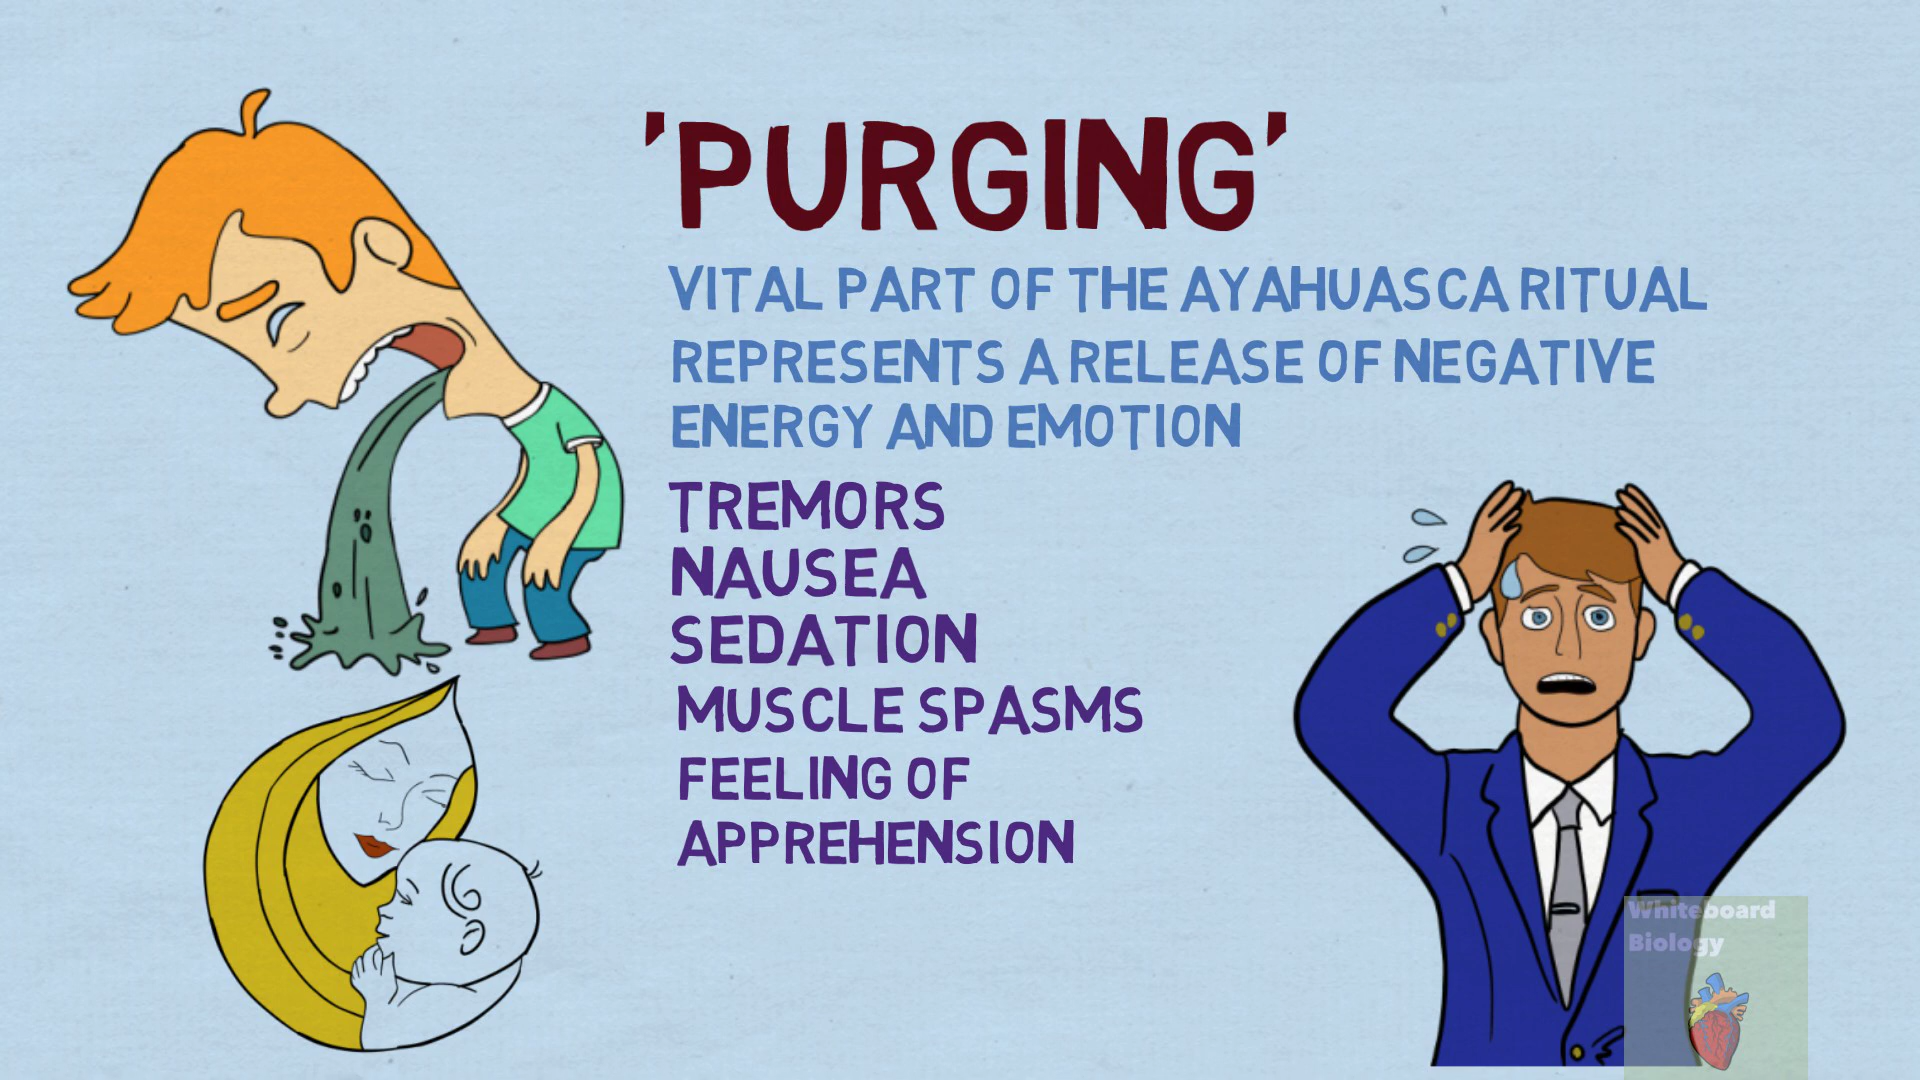 'PURGING'
VITAL PART OF THE AYAHUASCA RITUAL
REPRESENTS A RELEASE OF NEGATIVE
ENERGY AND EMOTION
TREMORS
NAUSEA
SEDATION
MUSCLE SPASMS
FEELING OF
APPREHENSION
Whiteboard
Biology